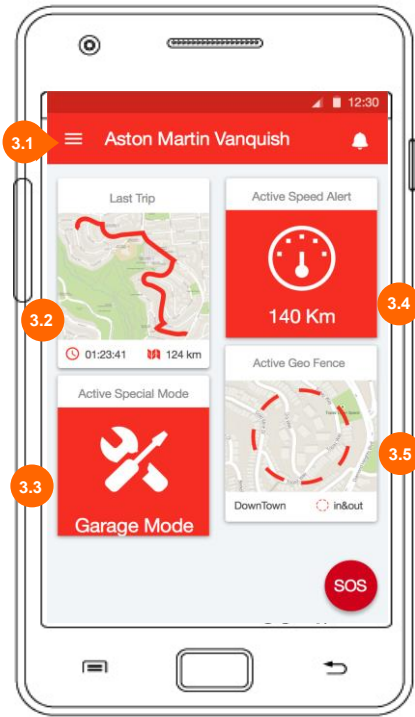 12:30
3.1
Aston Martin Vanquish
Last Trip
3.2
01:23:41
124 km
Active Speed Alert
140 Km
3.4
Active Special Mode
3.3
Garage Mode
Active Geo Fence
3.5
DownTown
in&out
SOS